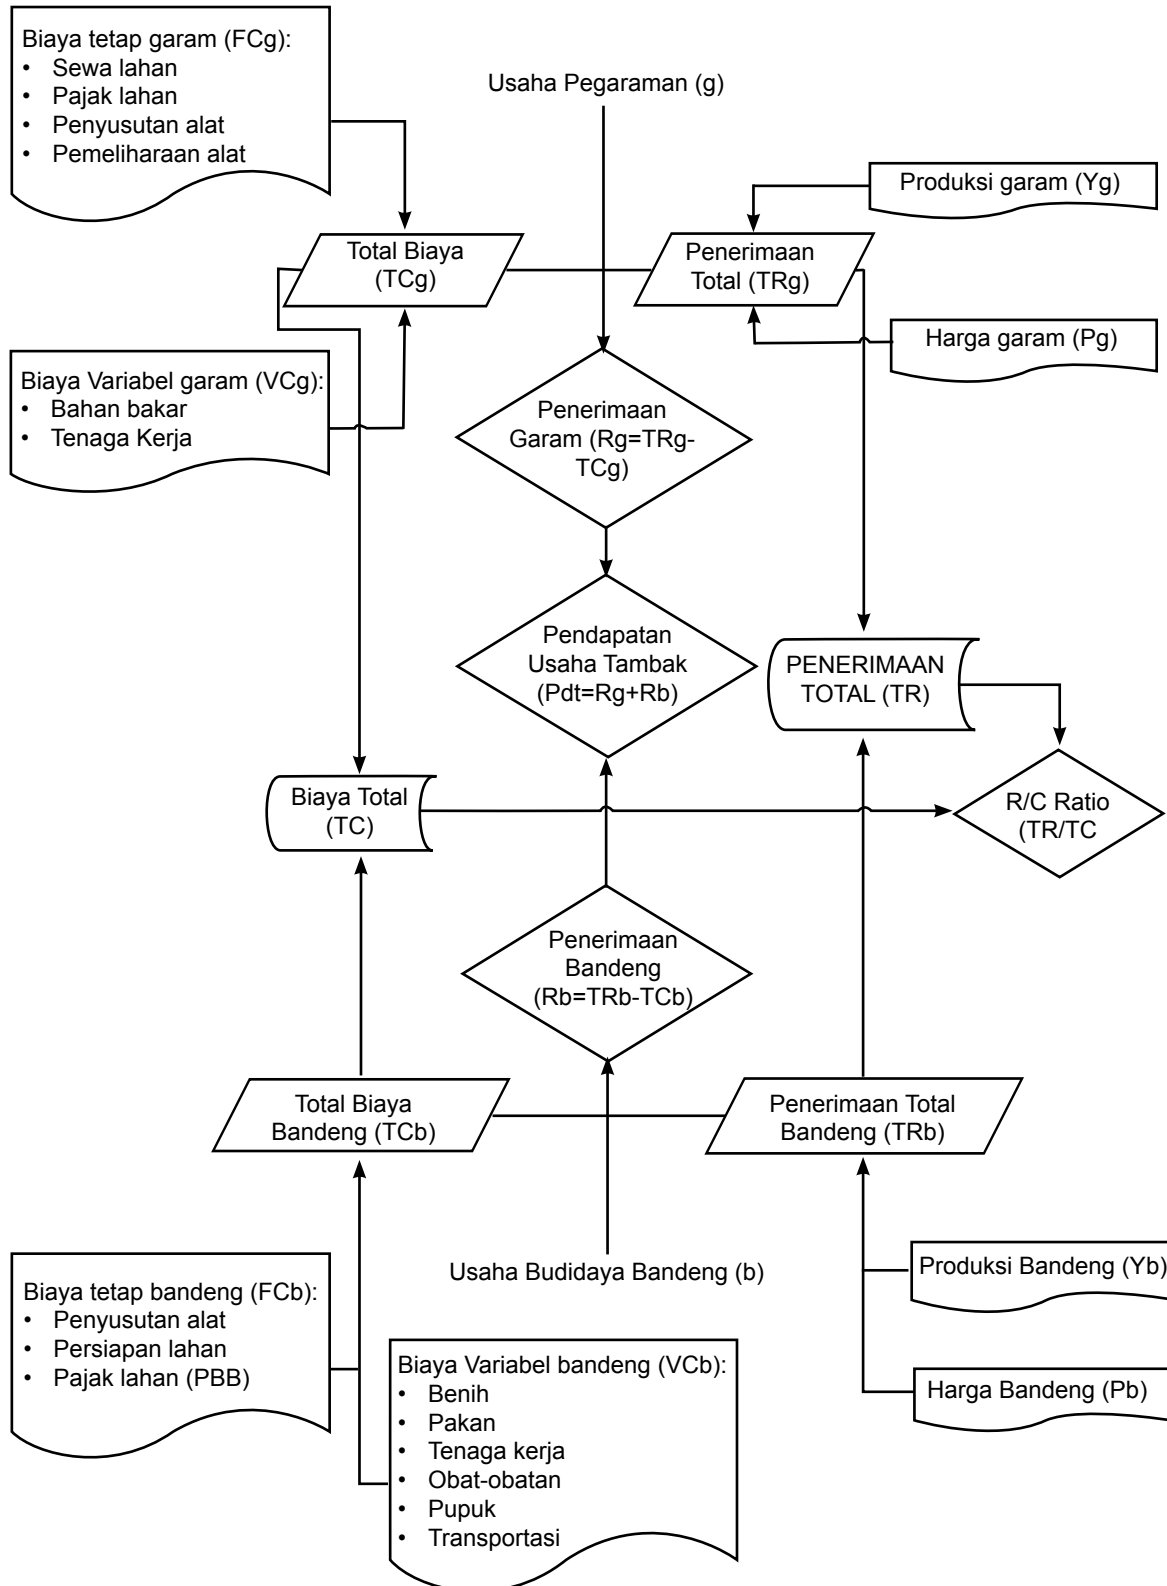 Biaya tetap garam (FCg):
• Sewa lahan
• Pajak lahan
• Penyusutan alat
• Pemeliharaan alat
Usaha Pegaraman (g)
Produksi garam (Yg)
Total Biaya
(TCg)
Penerimaan
Total (TRg)
Harga garam (Pg)
Biaya Variabel garam (VCg):
• Bahan bakar
• Tenaga Kerja
Penerimaan
Garam (Rg=TRg-
TCg)
Pendapatan
Usaha Tambak
(Pdt=Rg+Rb)
PENERIMAAN
TOTAL (TR)
Biaya Total
(TC)
R/C Ratio
(TR/TC
Penerimaan
Bandeng
(Rb=TRb-TCb)
Total Biaya
Bandeng (TCb)
Penerimaan Total
Bandeng (TRb)
Usaha Budidaya Bandeng (b)
Produksi Bandeng (Yb)
Biaya tetap bandeng (FCb):
• Penyusutan alat
• Persiapan lahan
• Pajak lahan (PBB)
Biaya Variabel bandeng (VCb):
• Benih
• Pakan
• Tenaga kerja
• Obat-obatan
• Pupuk
• Transportasi
Harga Bandeng (Pb)